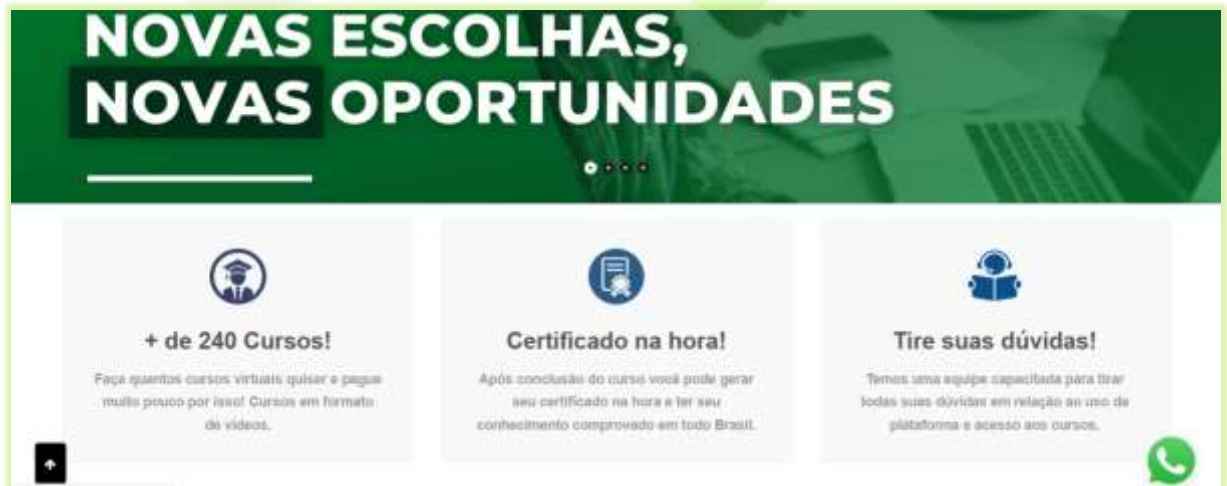 NOVAS ESCOLHAS,
NOVAS OPORTUNIDADES
+ de 240 Cursos!
Faça quantos cursos virtuais quiser e pague
muito pouco por isso! Cursos em formato
de vídeos.
Certificado na hora!
Após conclusão do curso você pode gerar
seu certificado na hora e ter seu
conhecimento comprovado em todo Brasil.
Tire suas dúvidas!
Temos uma equipe capacitada para tirar
todas suas dúvidas em relação ao uso de
plataforma e acesso aos cursos.